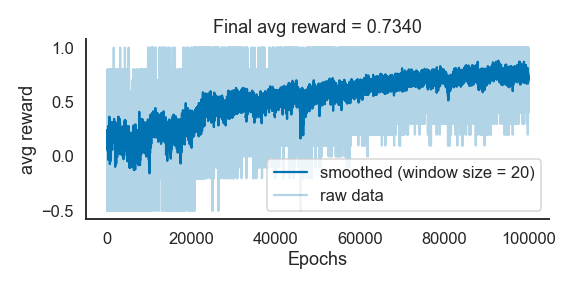 Final avg reward = 0.7340
avg reward
1.0
0.5
0.0
−0.5
smoothed (window size = 20)
raw data
0 20000 40000 60000 80000 100000
Epochs